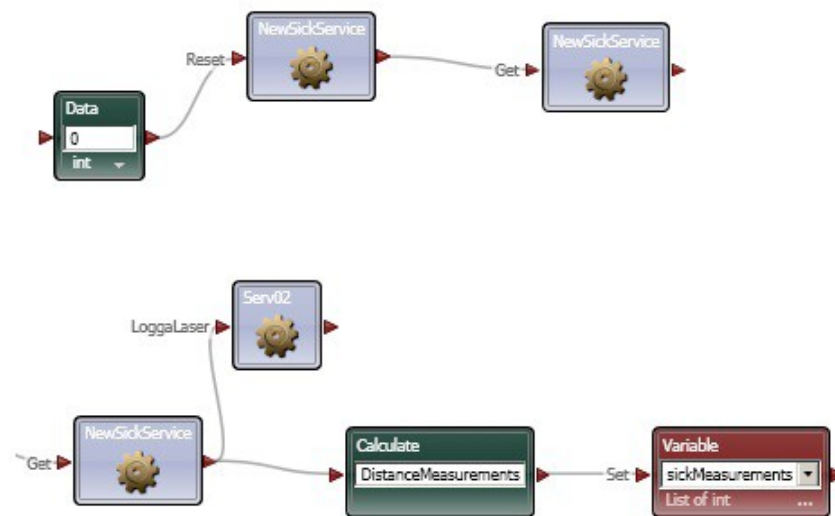 NewSickService
Reset
Get
NewSickService
Data
0
int
Serv02
LoggaLaser
Get
NewSickService
Calculate
DistanceMeasurements
Set
Variable
sickMeasurements
List of int ...